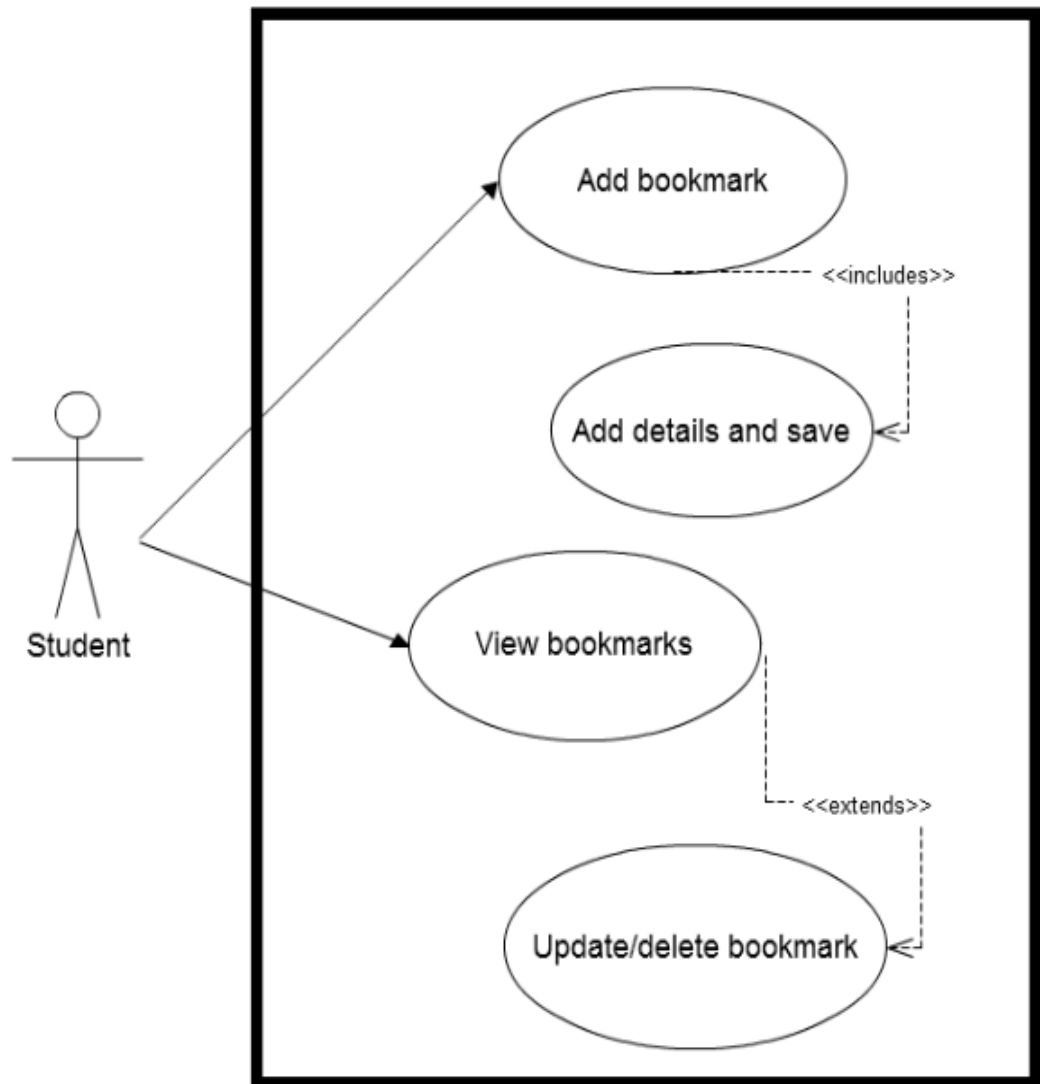 Add bookmark
<<includes>>
Add details and save
Student
View bookmarks
<<extends>>
Update/delete bookmark